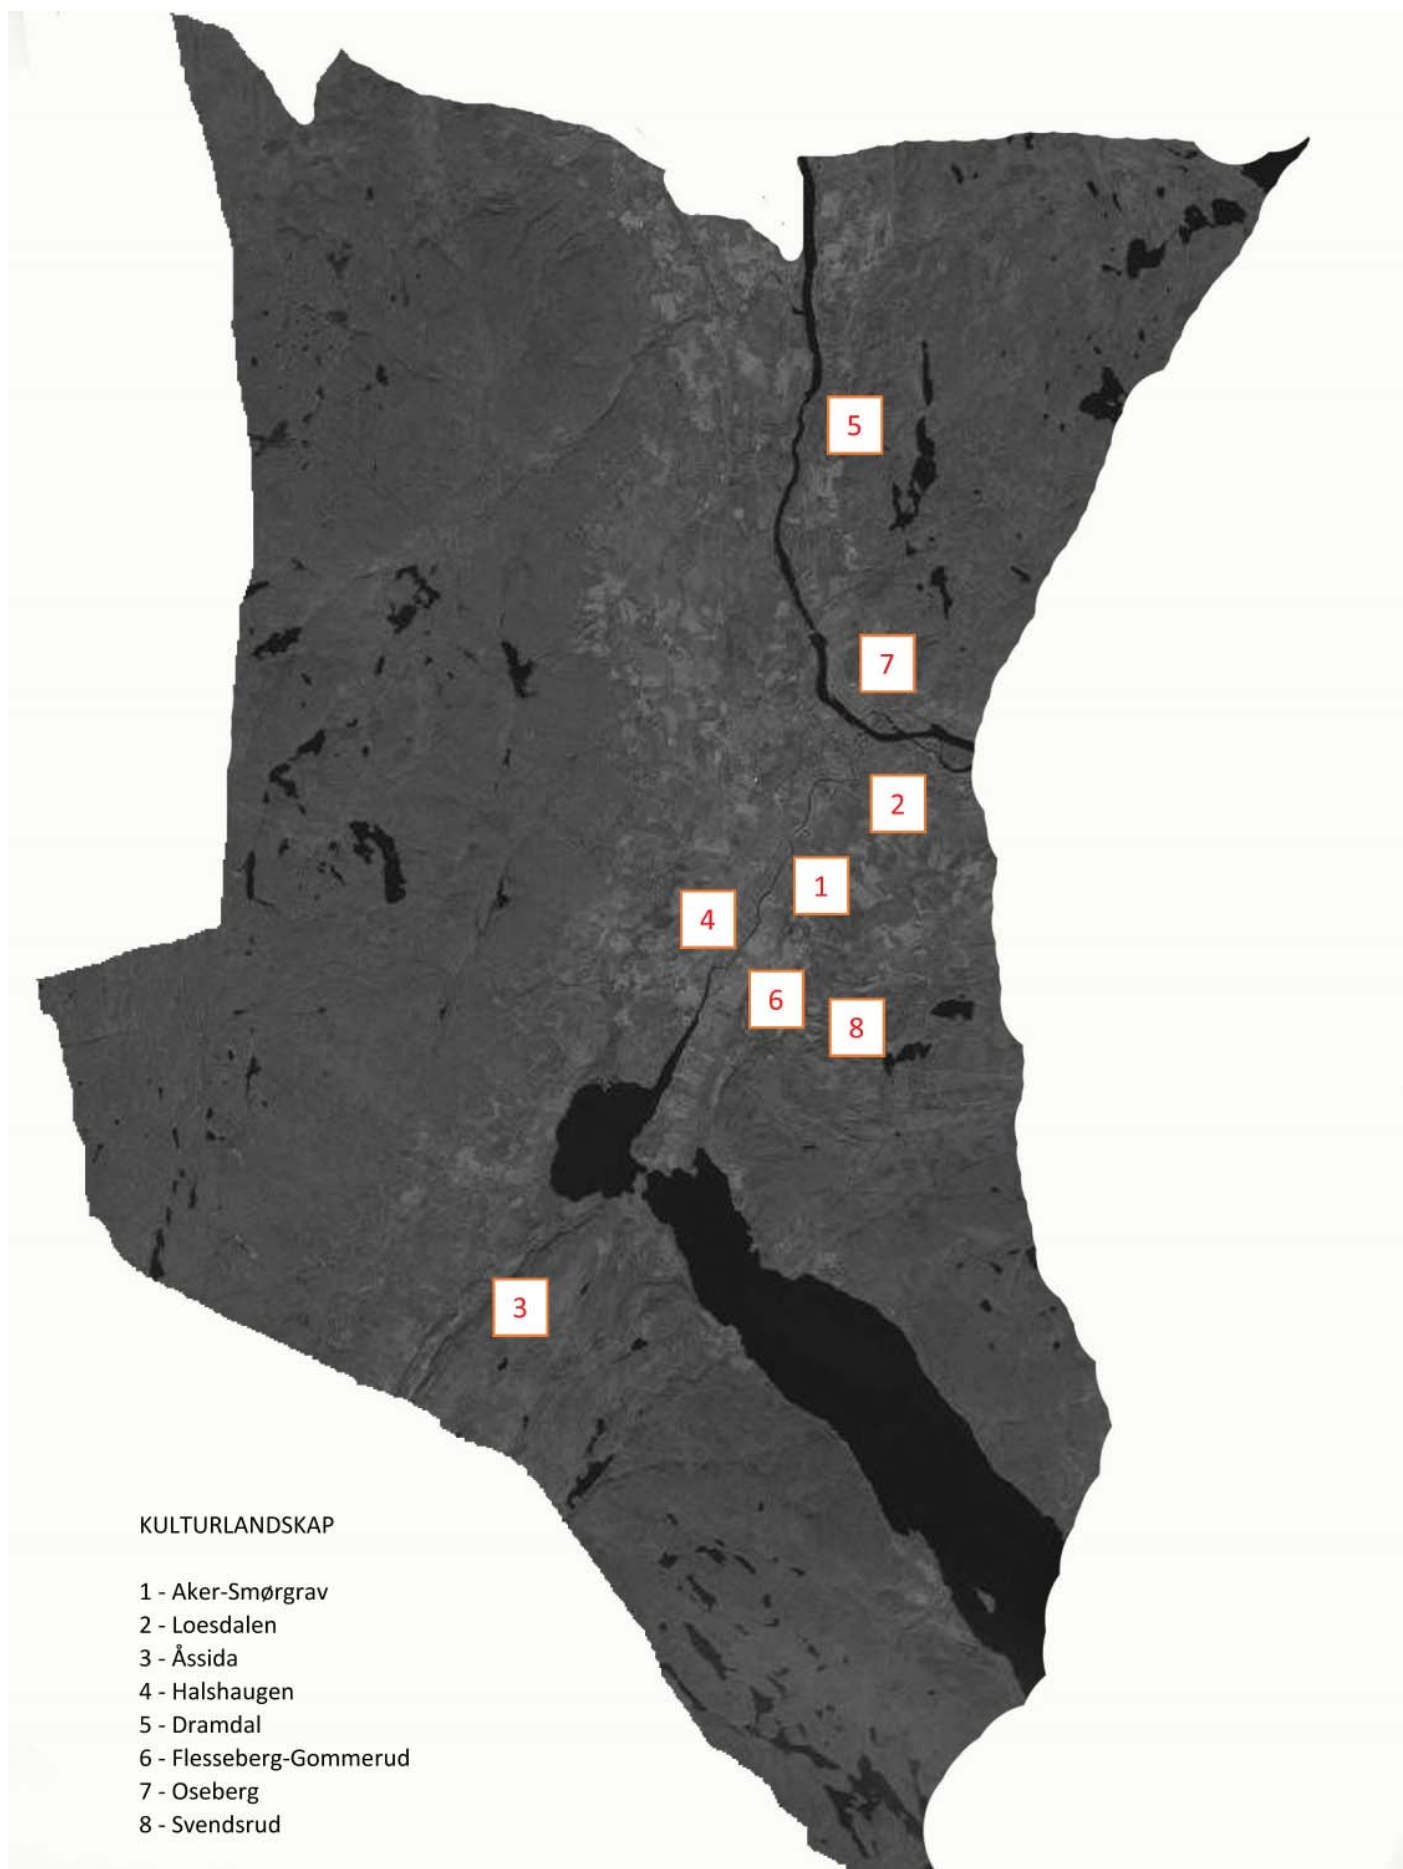 5
7
2
1
4
6
8
3
KULTURLANDSKAP
1 - Aker-Smørgrav
2 - Loesdalen
3 - Åssida
4 - Halshaugen
5 - Dramdal
6 - Flesseberg-Gommerud
7 - Oseberg
8 - Svendsrud